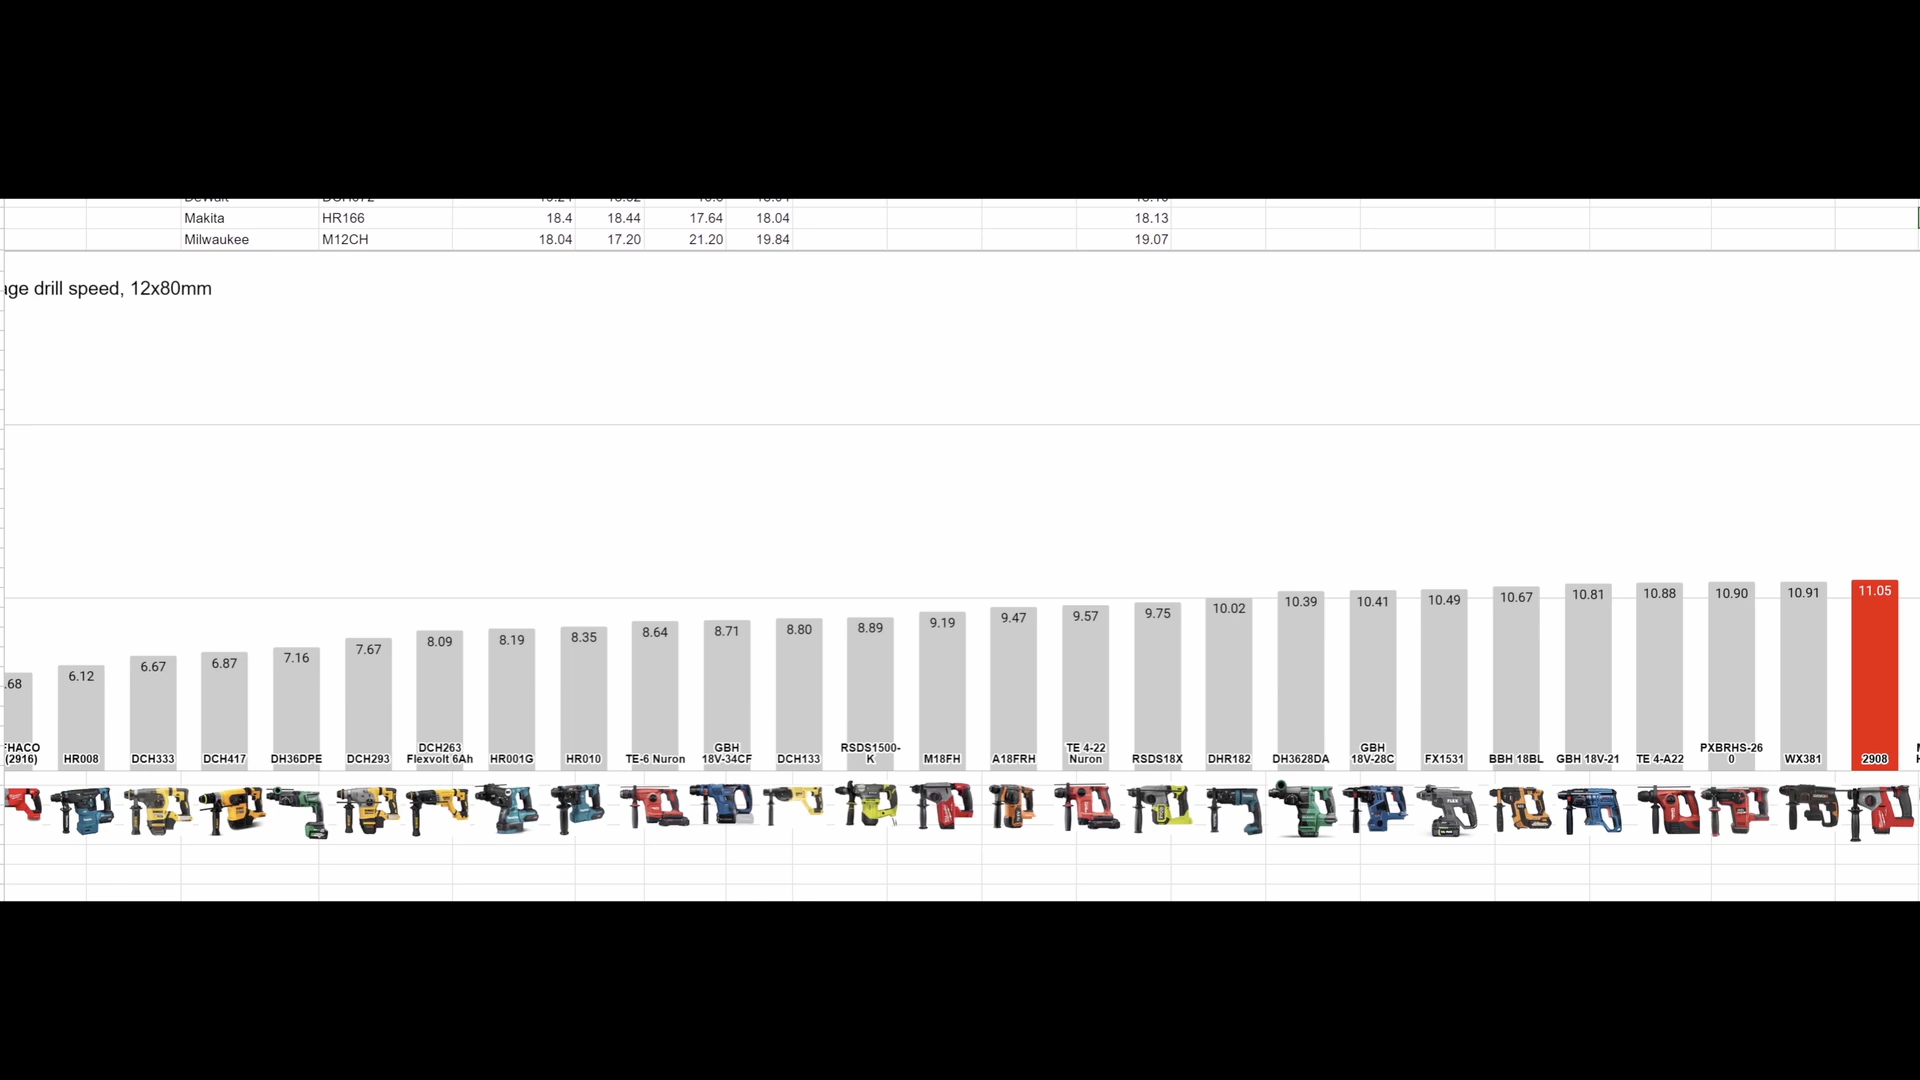 Makita HR166 18.4 18.44 17.64 18.04 18.13
Milwaukee M12CH 18.04 17.20 21.20 19.84 19.07
ge drill speed, 12x80mm
.68 6.12 6.67 6.87 7.16 7.67 8.09 8.19 8.35 8.64 8.71 8.80 8.89 9.19 9.47 9.57 9.75 10.02 10.39 10.41 10.49 10.67 10.81 10.88 10.90 10.91 11.05
FHACO (2916)
HR008
DCH333
DCH417
DH36DPE
DCH293
DCH263
Flexvolt 6Ah
HR001G
HR010
TE-6 Nuron
GBH
18V-34CF
DCH133
RSDS1500-
K
M18FH
A18FRH
TE 4-22
Nuron
RSDS18X
DHR182
DH3628DA
GBH
18V-28C
FX1531
BBH 18BL
GBH 18V-21
TE 4-A22
PXBRHS-26
0
WX381
2908